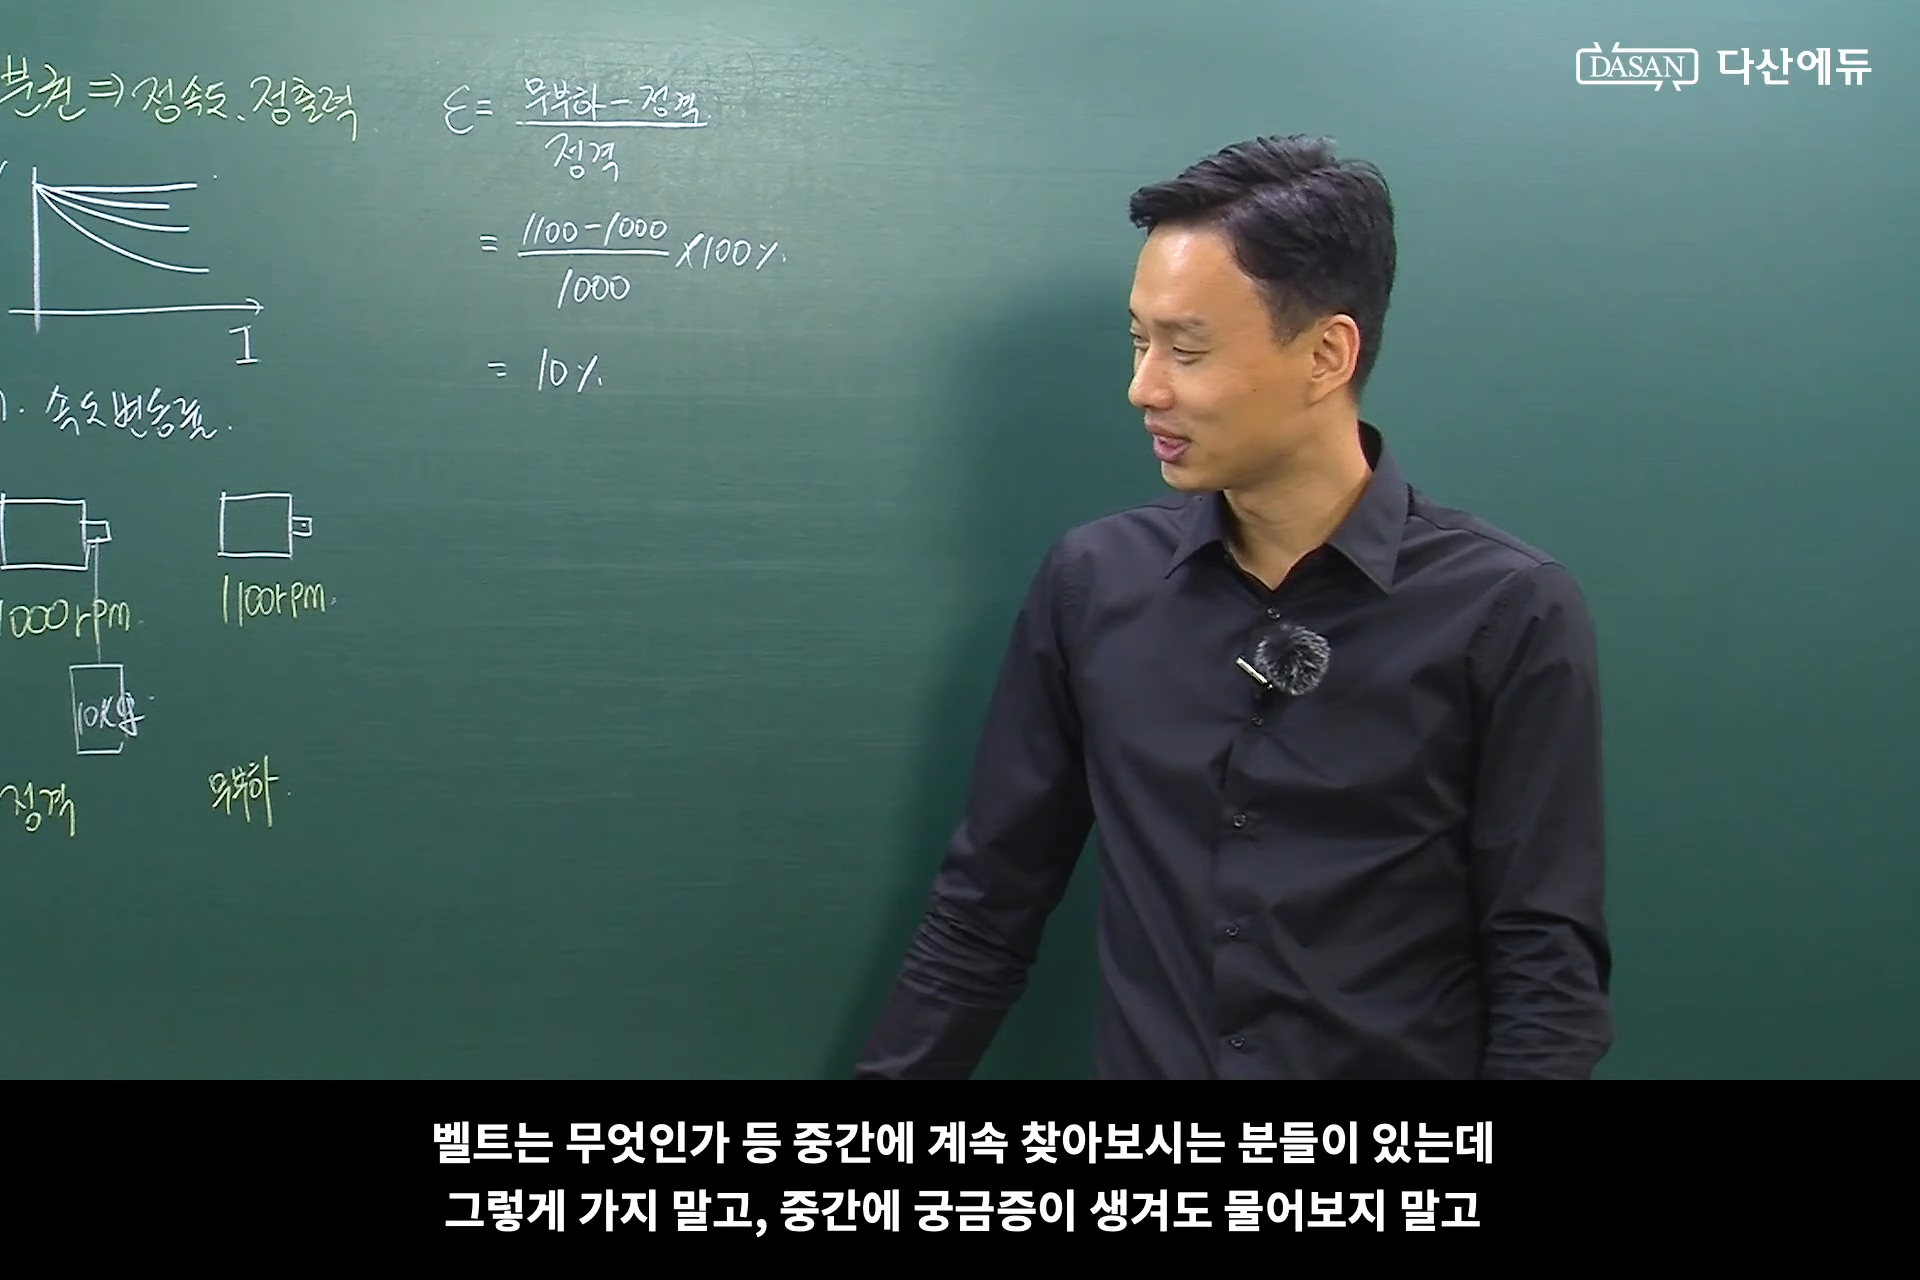 DASAN 다산에듀
분권 ⇒ 정속도、정출력.
I
속도변동률.
1000rpm.
1100rpm.
10kg
정격
무부하.
ε = 무부하 - 정격 / 정격
= 1100-1000 / 1000 ×100%.
= 10%.
벨트는 무엇인가 등 중간에 계속 찾아보시는 분들이 있는데
그렇게 가지 말고, 중간에 궁금증이 생겨도 물어보지 말고